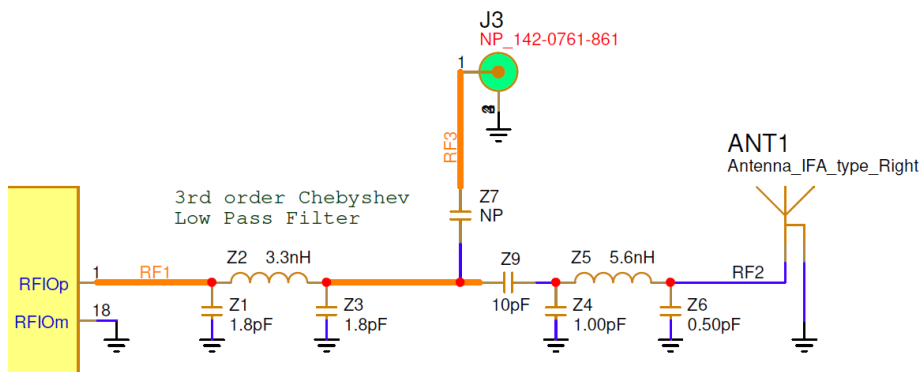 J3
NP_142-0761-861
1
RF3
ANT1
Antenna_IFA_type_Right
3rd order Chebyshev
Low Pass Filter
Z7
NP
Z2 3.3nH
Z9
Z5 5.6nH
RFIOp
1
RF1
RF2
10pF
Z1
1.8pF
Z3
1.8pF
Z4
1.00pF
Z6
0.50pF
RFIOm
18